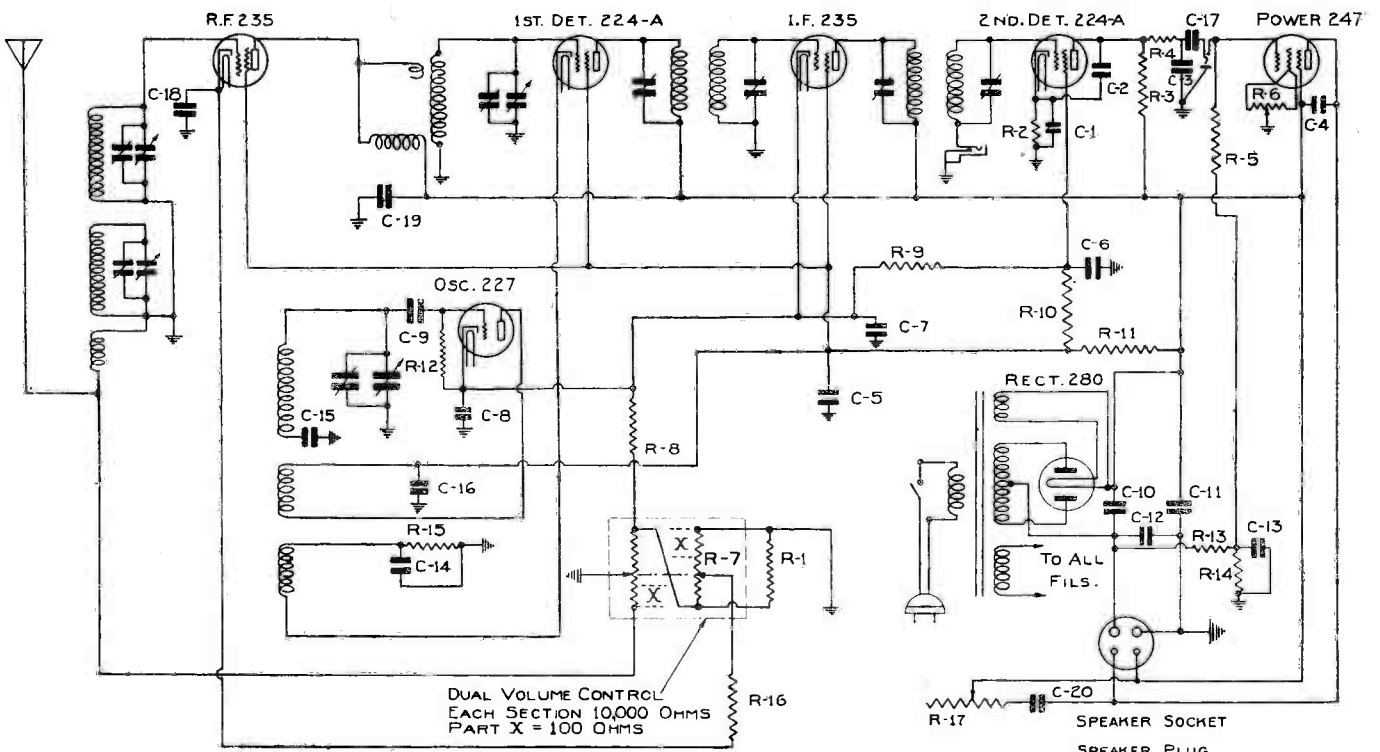 R.F. 235
1ST. DET. 224-A
I.F. 235
2ND. DET. 224-A
C-17
POWER 247
R-4
C-18
C-2
C-3
R-3
R-6
C-4
R-2
C-1
R-5
C-19
R-9
C-6
OSC. 227
R-10
C-9
C-7
R-11
R-12
RECT. 280
C-5
C-8
C-15
R-8
C-16
C-10
C-11
C-12
R-15
X
R-7
R-1
R-13
C-13
C-14
X
TO ALL
FILS.
R-14
DUAL VOLUME CONTROL
EACH SECTION 10,000 OHMS
PART X = 100 OHMS
R-16
R-17
C-20
SPEAKER SOCKET
SPEAKER PLUG